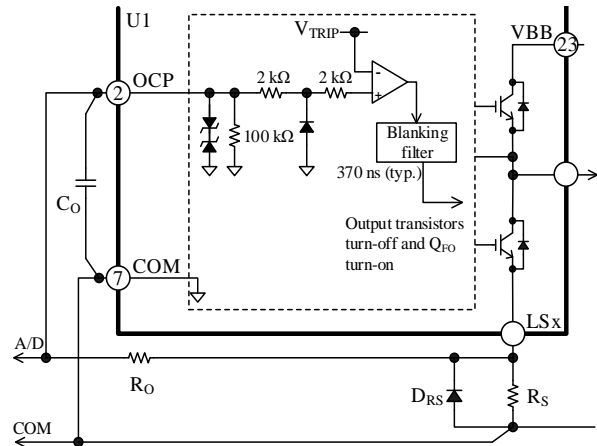 U1
VBB
23
VTRIP
2
OCP
2 kΩ
2 kΩ
-
+
100 kΩ
Blanking
filter
370 ns (typ.)
CO
Output transistors
turn-off and QFO
turn-on
7
COM
LSx
A/D
RO
DRS
RS
COM